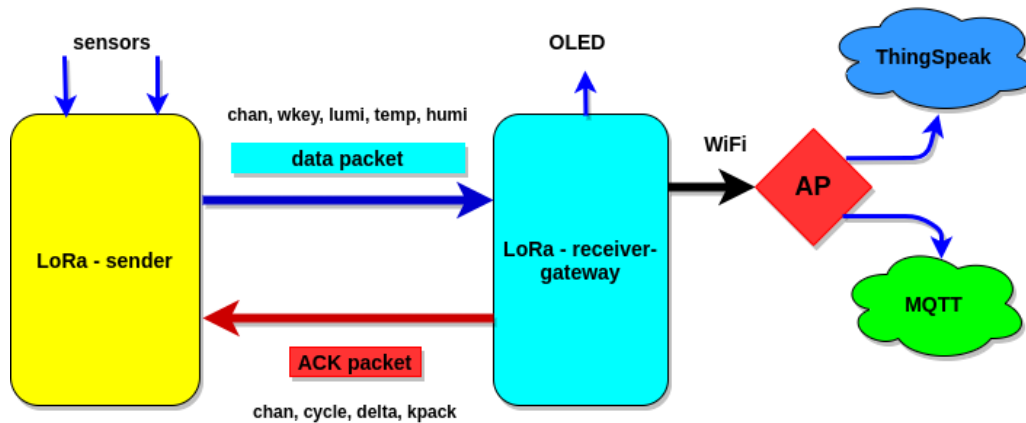 sensors
OLED
ThingSpeak
chan, wkey, lumi, temp, humi
data packet
WiFi
AP
LoRa - sender
LoRa - receiver-
gateway
MQTT
ACK packet
chan, cycle, delta, kpack